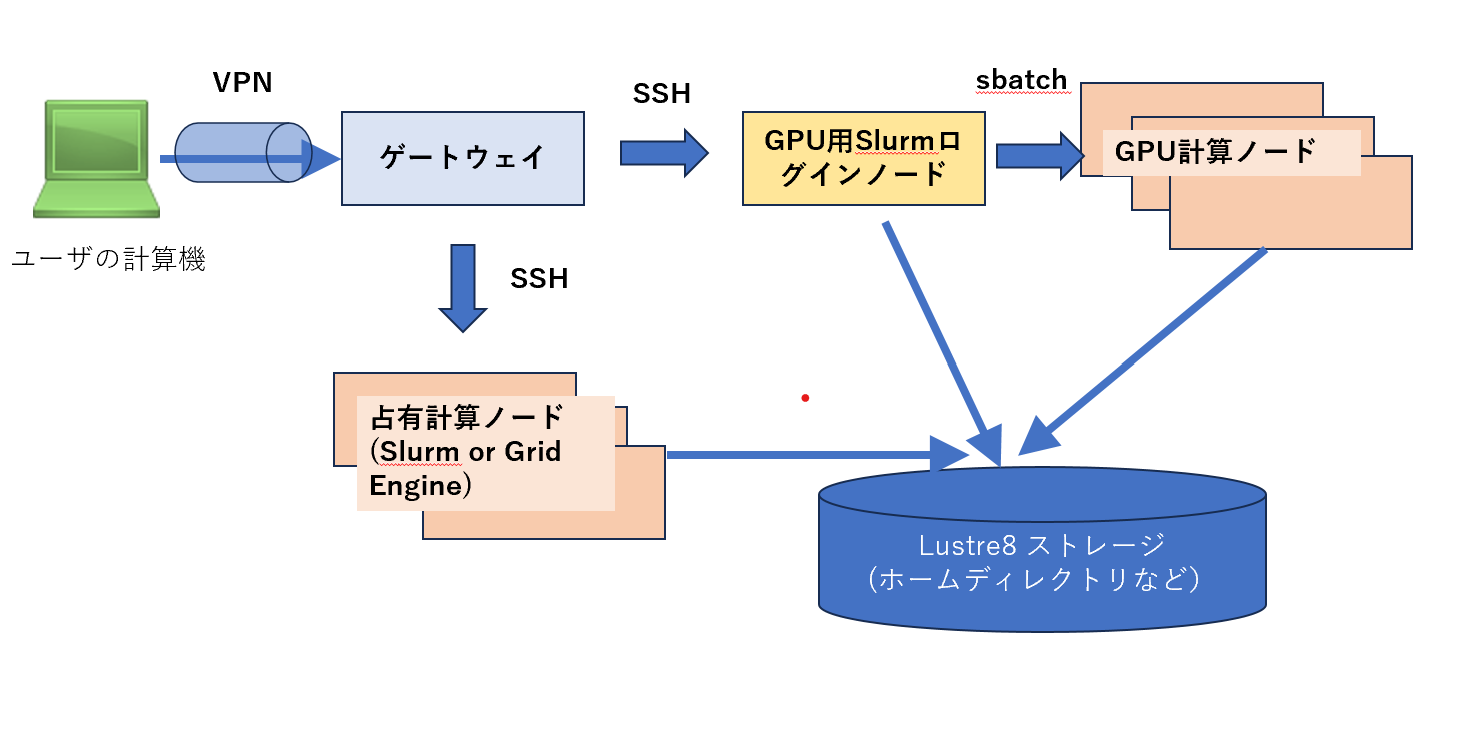 VPN
SSH
sbatch
ゲートウェイ
GPU用Slurmロ
グインノード
GPU計算ノード
ユーザの計算機
SSH
占有計算ノード
(Slurm or Grid
Engine)
Lustre8 ストレージ
（ホームディレクトリなど）